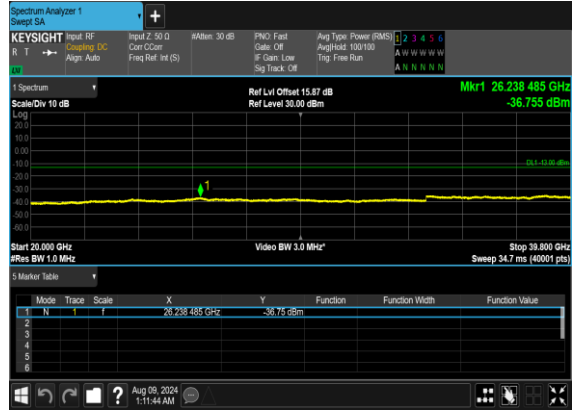 Spectrum Analyzer 1
Swept SA
+
KEYSIGHT Input: RF Input Z: 50 Ω #Atten: 30 dB PNO: Fast Avg Type: Power (RMS) 1 2 3 4 5 6
R T Coupling: DC Corr CCorr Gate: Off Avg|Hold: 100/100 A W W W W W
Align: Auto Freq Ref: Int (S) IF Gain: Low Trig: Free Run
LV Sig Track: Off A N N N N N
1 Spectrum Ref Lvl Offset 15.87 dB Mkr1 26.238 485 GHz
Scale/Div 10 dB Ref Level 30.00 dBm -36.755 dBm
Log
20.0
10.0
0.00
-10.0 DL1 -13.00 dBm
-20.0
-30.0 1
-40.0
-50.0
-60.0
Start 20.000 GHz Video BW 3.0 MHz* Stop 39.800 GHz
#Res BW 1.0 MHz Sweep 34.7 ms (40001 pts)
5 Marker Table
Mode Trace Scale X Y Function Function Width Function Value
1 N 1 f 26.238 485 GHz -36.75 dBm
2
3
4
5
6
? Aug 09, 2024
1:11:44 AM